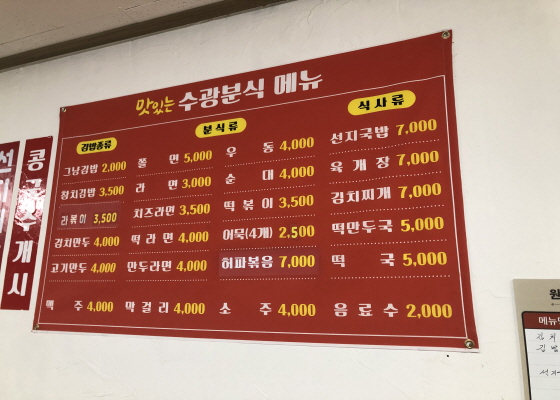 맛있는 수광분식 메뉴
김밥종류
그냥김밥 2,000
참치김밥 3,500
라볶이 3,500
김치만두 4,000
고기만두 4,000
분식류
쫄면 5,000
라면 3,000
치즈라면 3,500
떡라면 4,000
만두라면 4,000
우동 4,000
순대 4,000
떡볶이 3,500
어묵(4개) 2,500
허파볶음 7,000
식사류
선지국밥 7,000
육개장 7,000
김치찌개 7,000
떡만두국 5,000
떡국 5,000
맥주 4,000 막걸리 4,000 소주 4,000 음료수 2,000
개시
원
메뉴